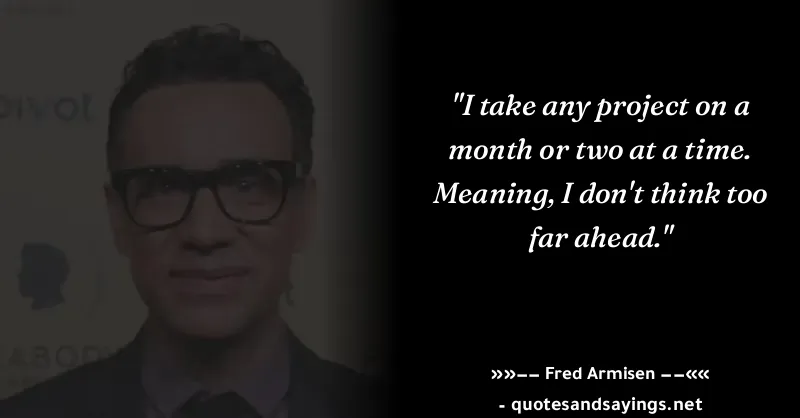 pivot
"I take any project on a
month or two at a time.
Meaning, I don't think too
far ahead."
»»-- Fred Armisen --««
- quotesandsayings.net